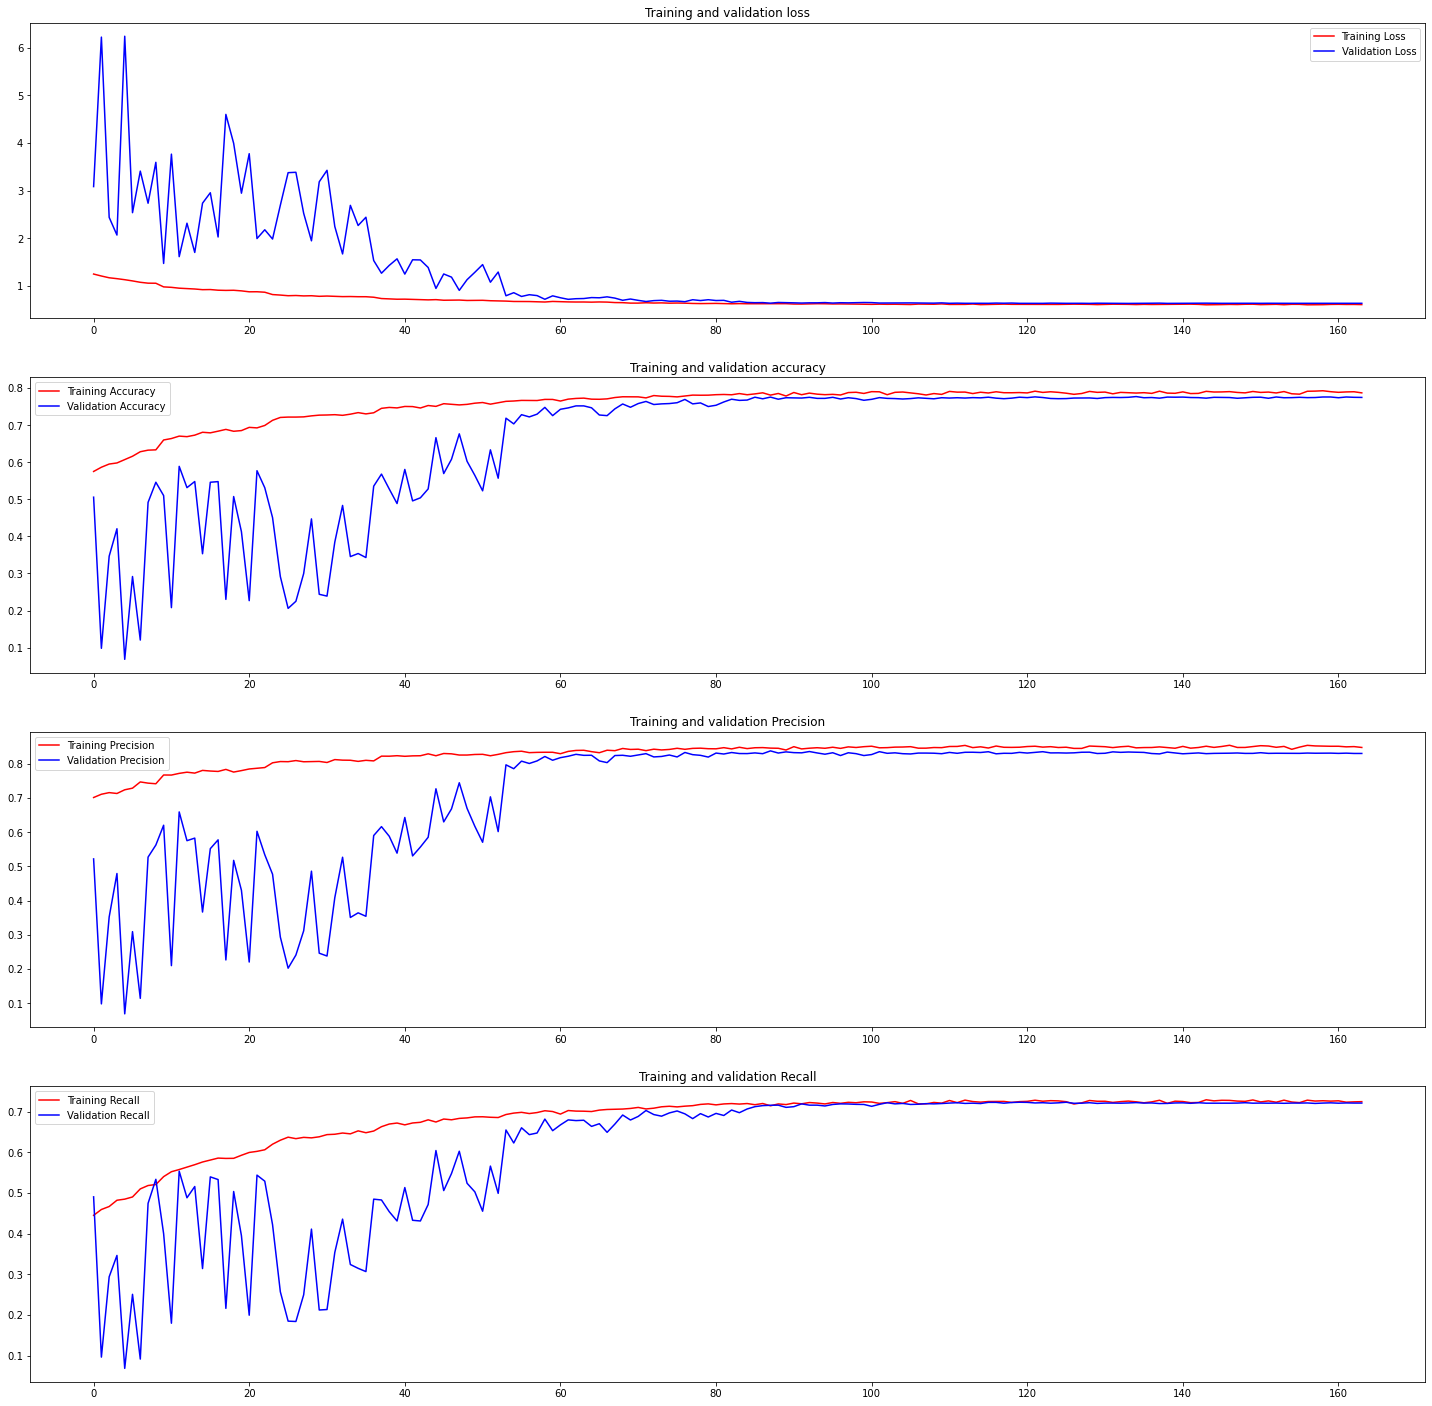 Training and validation loss
Training Loss
Validation Loss
6
5
4
3
2
1
0 20 40 60 80 100 120 140 160
Training and validation accuracy
Training Accuracy
Validation Accuracy
0.8
0.7
0.6
0.5
0.4
0.3
0.2
0.1
0 20 40 60 80 100 120 140 160
Training and validation Precision
Training Precision
Validation Precision
0.8
0.7
0.6
0.5
0.4
0.3
0.2
0.1
0 20 40 60 80 100 120 140 160
Training and validation Recall
Training Recall
Validation Recall
0.7
0.6
0.5
0.4
0.3
0.2
0.1
0 20 40 60 80 100 120 140 160